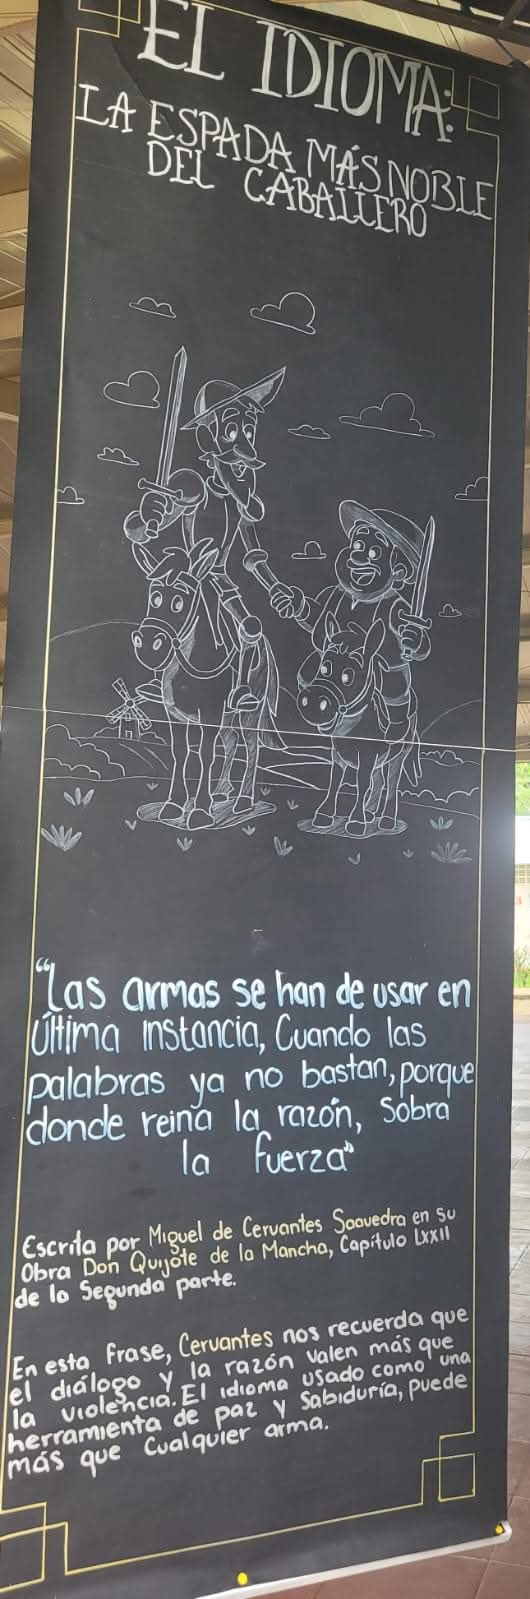 EL IDIOMA:
LA ESPADA MÁS NOBLE
DEL CABALLERO
"Las armas se han de usar en
última instancia, Cuando las
palabras ya no bastan, porque
donde reina la razón, Sobra
la fuerza"
Escrita por Miguel de Cervantes Saavedra en su
Obra Don Quijote de la Mancha, Capítulo LXXII
de la Segunda parte.
En esta frase, Cervantes nos recuerda que
el diálogo y la razón valen más que
la violencia. El idioma usado como una
herramienta de paz y sabiduría, puede
más que cualquier arma.